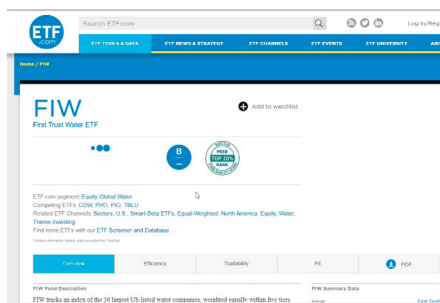 ETF
.com
Search ETF.com
Log In/Reg
ETF TOOLS & DATA
ETF NEWS & STRATEGY
ETF CHANNELS
ETF EVENTS
ETF UNIVERSITY
Home / FIW
FIW
First Trust Water ETF
Add to watchlist
B
PEER
TOP 20%
RANK
ETF.com segment: Equity Global Water
Competing ETFs: CGW, PHO, PIO, TBLU
Related ETF Channels: Sectors, U.S., Smart-Beta ETFs, Equal-Weighted, North America, Equity, Water,
Theme Investing
Find more ETFs with our ETF Screener and Database
Overview
Efficiency
Tradability
Fit
PDF
FIW Fund Description
FIW Summary Data
FIW tracks an index of the 36 largest US-listed water companies, weighted equally within five tiers.